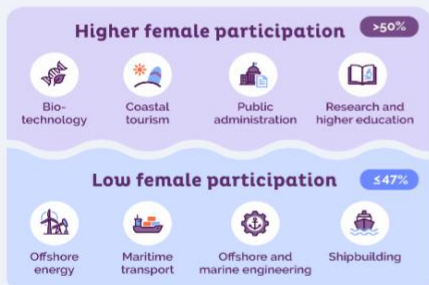 Higher female participation
>50%
Bio-
technology
Coastal
tourism
Public
administration
Research and
higher education
Low female participation
≤47%
Offshore
energy
Maritime
transport
Offshore and
marine engineering
Shipbuilding